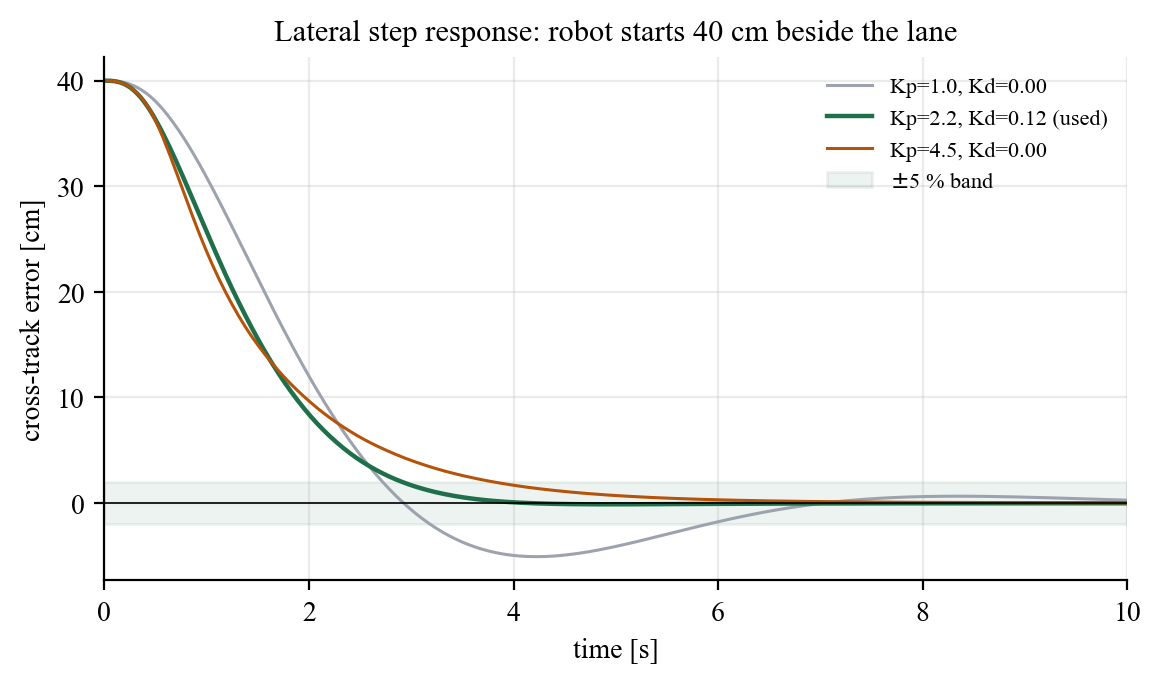 Lateral step response: robot starts 40 cm beside the lane
Kp=1.0, Kd=0.00
Kp=2.2, Kd=0.12 (used)
Kp=4.5, Kd=0.00
±5 % band
cross-track error [cm]
40
30
20
10
0
0 2 4 6 8 10
time [s]